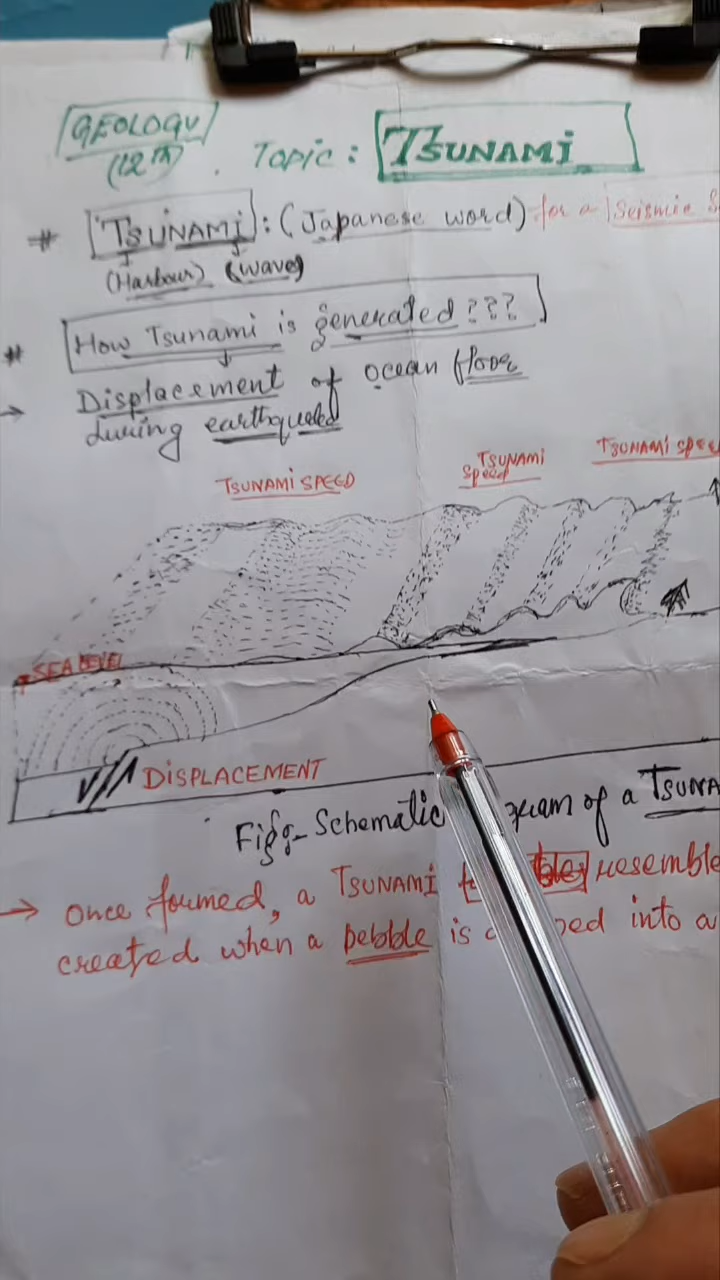 GEOLOGY
(12th) . Topic : TSUNAMI
# "TSUNAMI : (Japanese word) for a Seismic S
(Harbour) (wave)
# How Tsunami is generated ???
→ Displacement of ocean floor
during earthquake
TSUNAMI SPEED TSUNAMI Speed TSUNAMI SPEE
SEA LEVEL
DISPLACEMENT
Fig:- Schematic of a TSUNA
→ Once formed, a TSUNAMI resemble
created when a pebble is into a